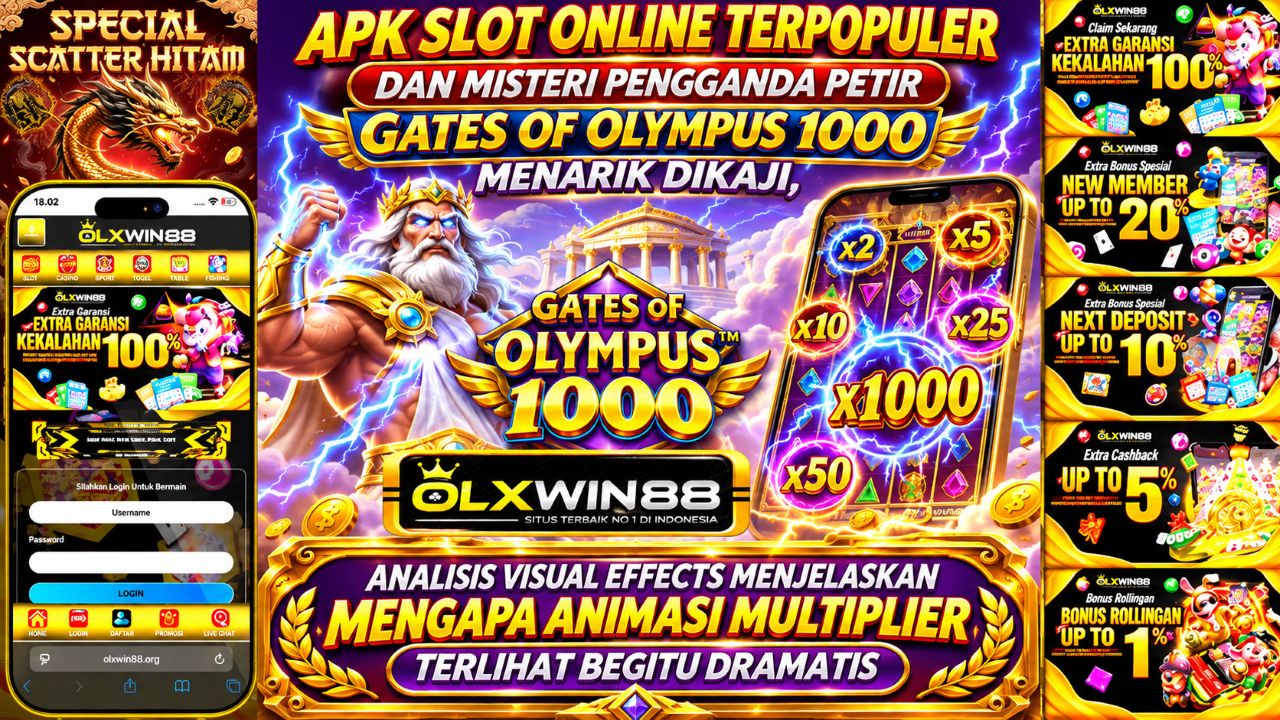 SPECIAL
SCATTER HITAM
18.02
OLXWIN88
SLOT
CASINO
SPORT
TOGEL
TABLE
FISHING
OLXWIN88
Extra Garansi
EXTRA GARANSI
KEKALAHAN 100%
Silahkan Login Untuk Bermain
Username
Password
LOGIN
HOME
LOGIN
DAFTAR
PROMOSI
LIVE CHAT
olxwin88.org
APK SLOT ONLINE TERPOPULER
DAN MISTERI PENGGANDA PETIR
GATES OF OLYMPUS 1000
MENARIK DIKAJI,
GATES OF
OLYMPUS™
1000
x2
x5
x10
x25
x1000
x50
OLXWIN88
SITUS TERBAIK NO 1 DI INDONESIA
ANALISIS VISUAL EFFECTS MENJELASKAN
MENGAPA ANIMASI MULTIPLIER
TERLIHAT BEGITU DRAMATIS
OLXWIN88
Claim Sekarang
EXTRA GARANSI
KEKALAHAN 100%
OLXWIN88
Extra Bonus Spesial
NEW MEMBER
UP TO 20%
OLXWIN88
Extra Bonus Spesial
NEXT DEPOSIT
UP TO 10%
OLXWIN88
Extra Cashback
UP TO 5%
OLXWIN88
Bonus Rollingan
BONUS ROLLINGAN
UP TO 1%